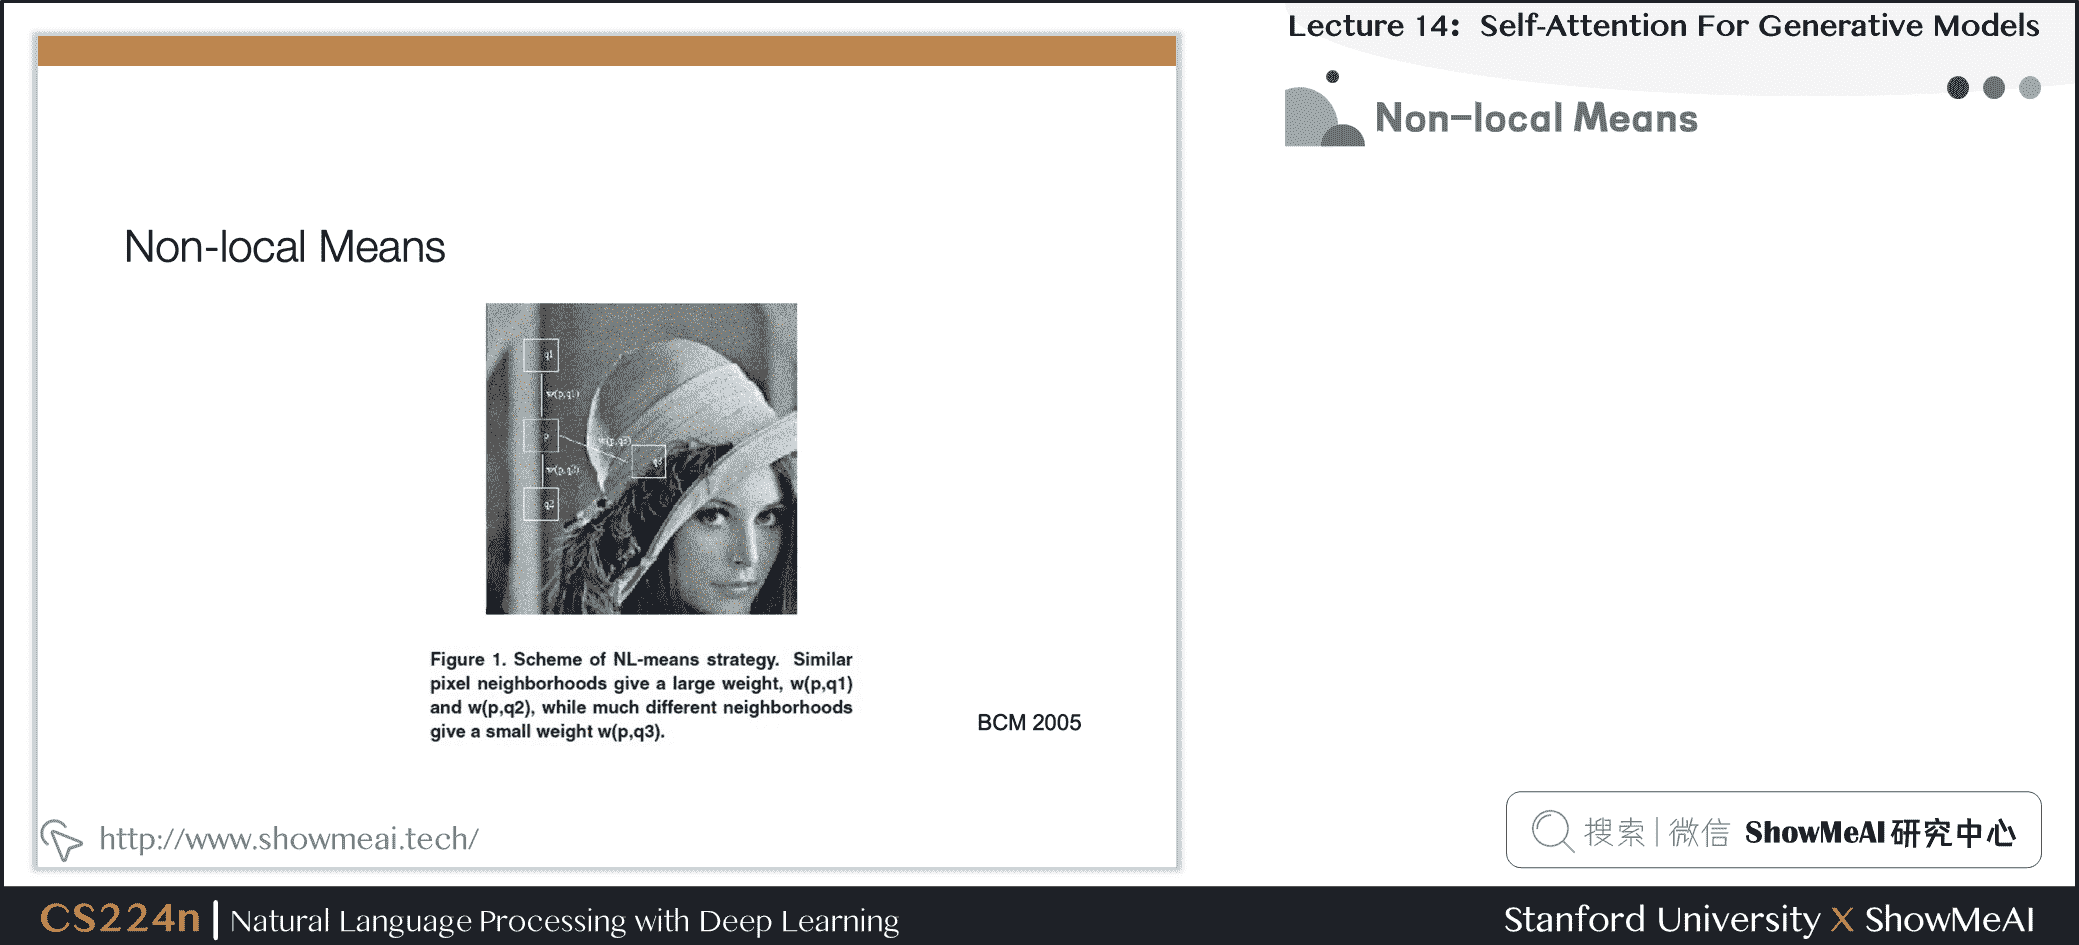 Lecture 14: Self-Attention For Generative Models
Non-local Means
Non-local Means
q1
w(p,q1)
p
w(p,q3)
q3
w(p,q2)
q2
Figure 1. Scheme of NL-means strategy. Similar
pixel neighborhoods give a large weight, w(p,q1)
and w(p,q2), while much different neighborhoods
give a small weight w(p,q3).
BCM 2005
http://www.showmeai.tech/
搜索|微信 ShowMeAI 研究中心
CS224n | Natural Language Processing with Deep Learning
Stanford University X ShowMeAI